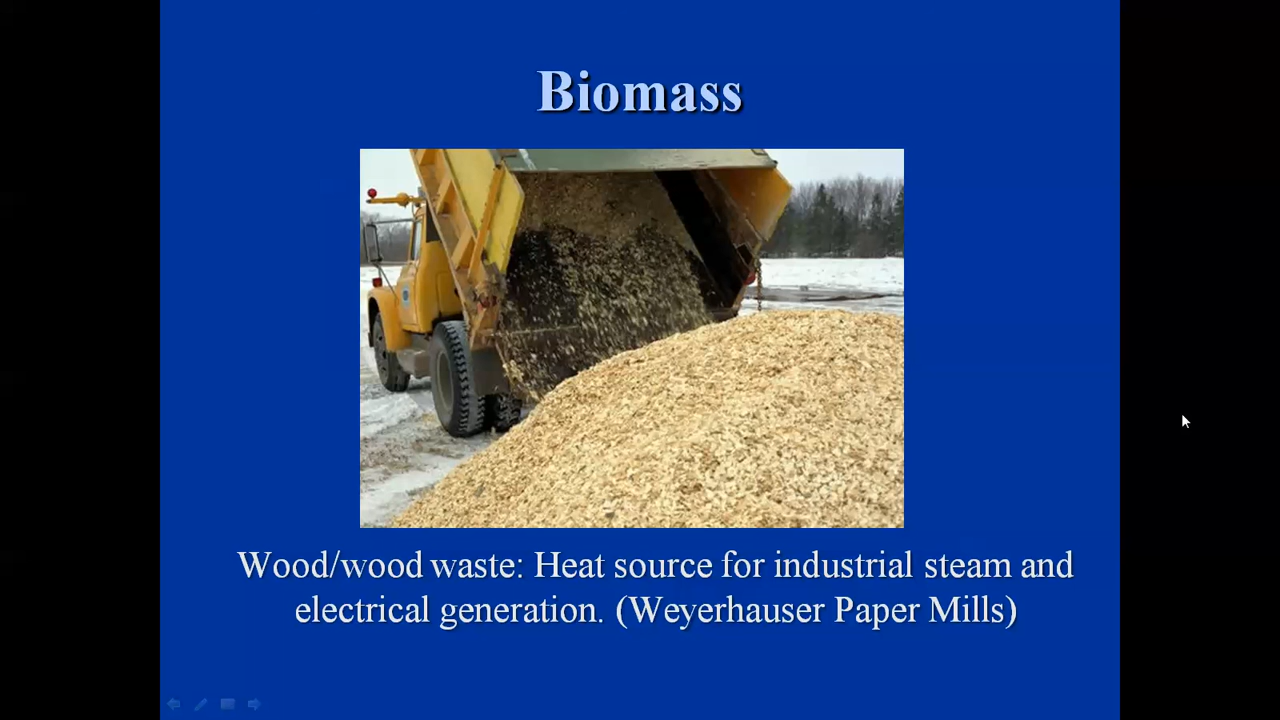 Biomass
Wood/wood waste: Heat source for industrial steam and
electrical generation. (Weyerhauser Paper Mills)